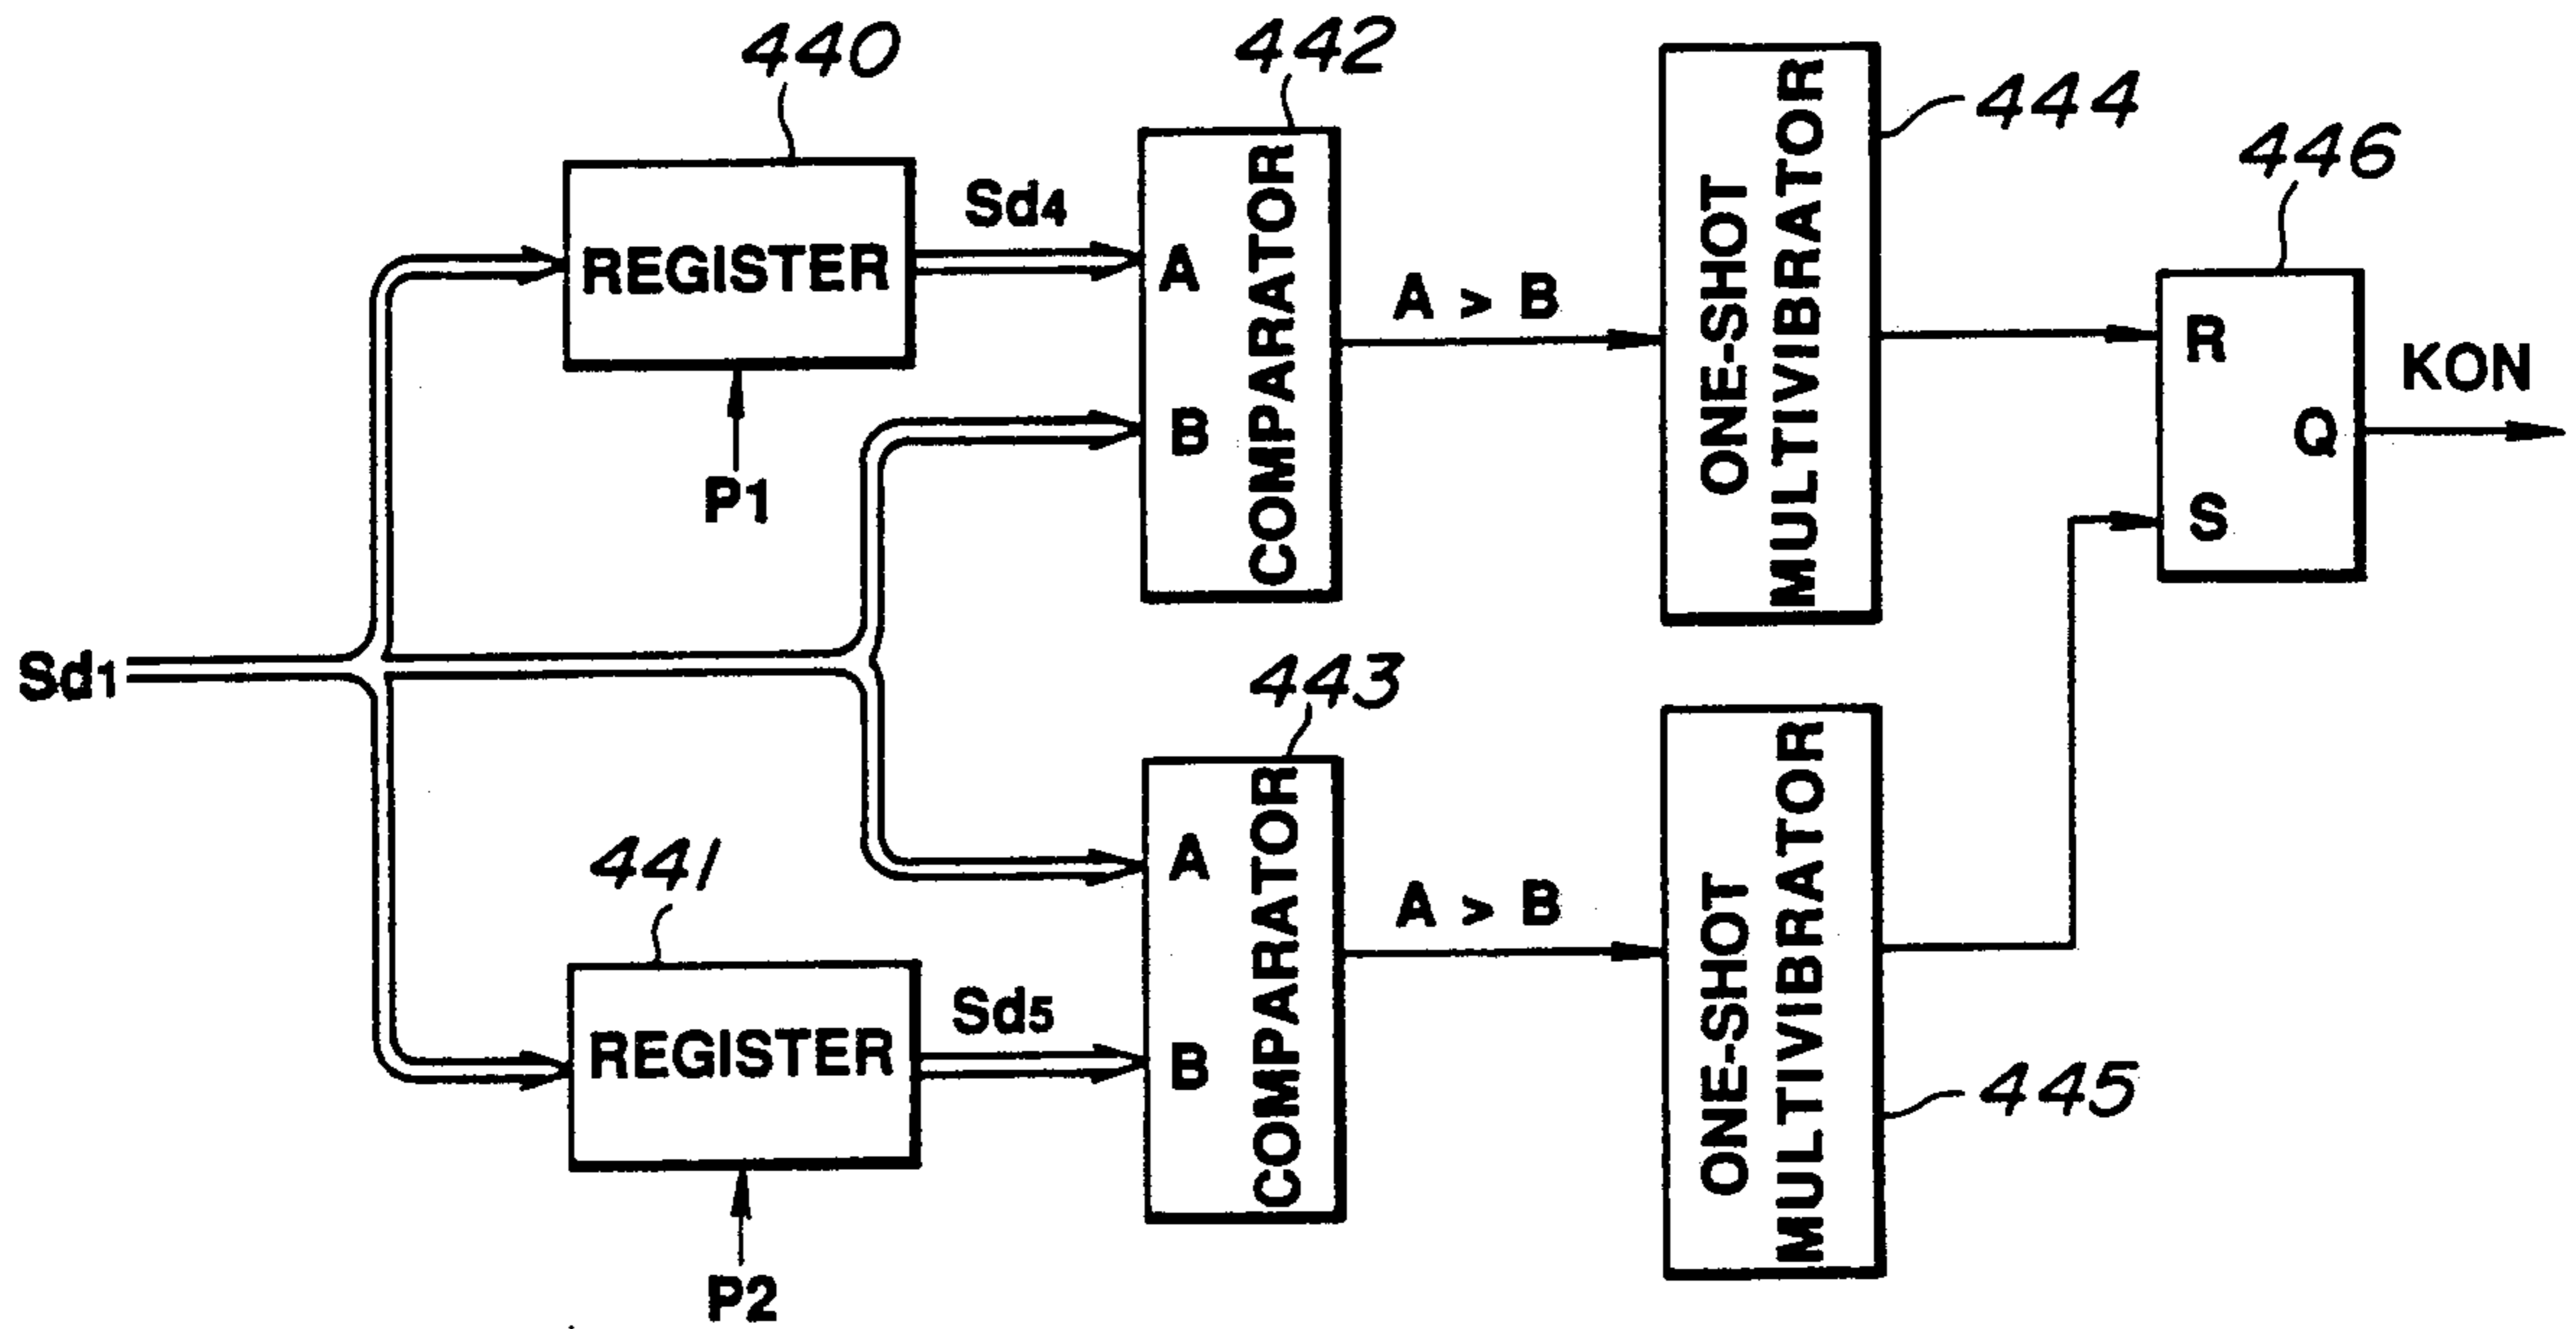 440
442
444
446
REGISTER
Sd4
A
B
COMPARATOR
A > B
ONE-SHOT
MULTIVIBRATOR
R
S
Q
KON
P1
Sd1
443
441
REGISTER
Sd5
A
B
COMPARATOR
A > B
ONE-SHOT
MULTIVIBRATOR
445
P2